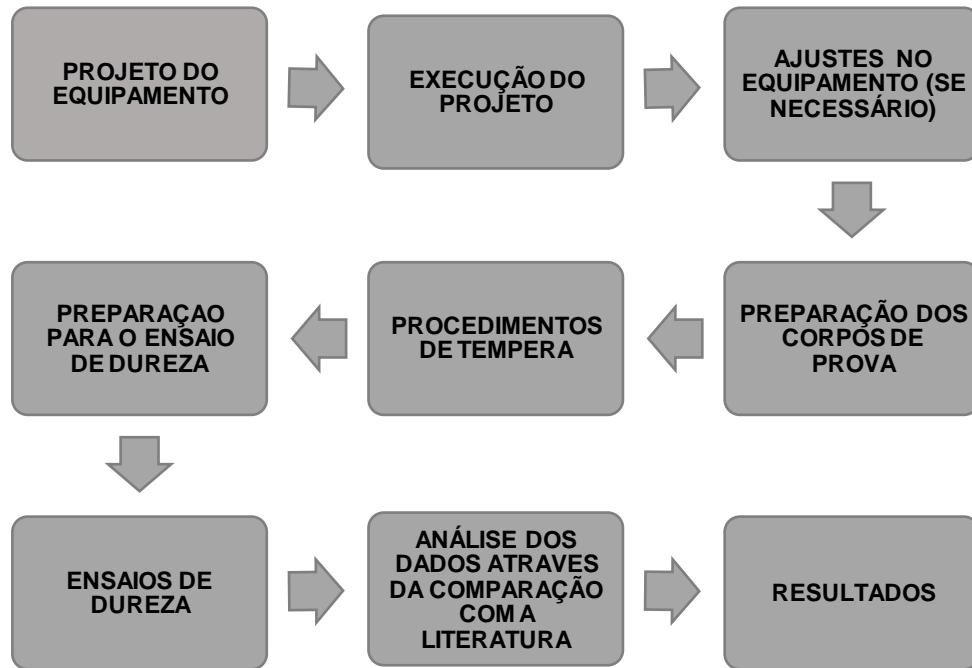 PROJETO DO
EQUIPAMENTO
EXECUÇÃO DO
PROJETO
AJUSTES NO
EQUIPAMENTO (SE
NECESSÁRIO)
PREPARAÇÃO DOS
CORPOS DE
PROVA
PROCEDIMENTOS
DE TEMPERA
PREPARAÇAO
PARA O ENSAIO
DE DUREZA
ENSAIOS DE
DUREZA
ANÁLISE DOS
DADOS ATRAVES
DA COMPARAÇÃO
COM A
LITERATURA
RESULTADOS